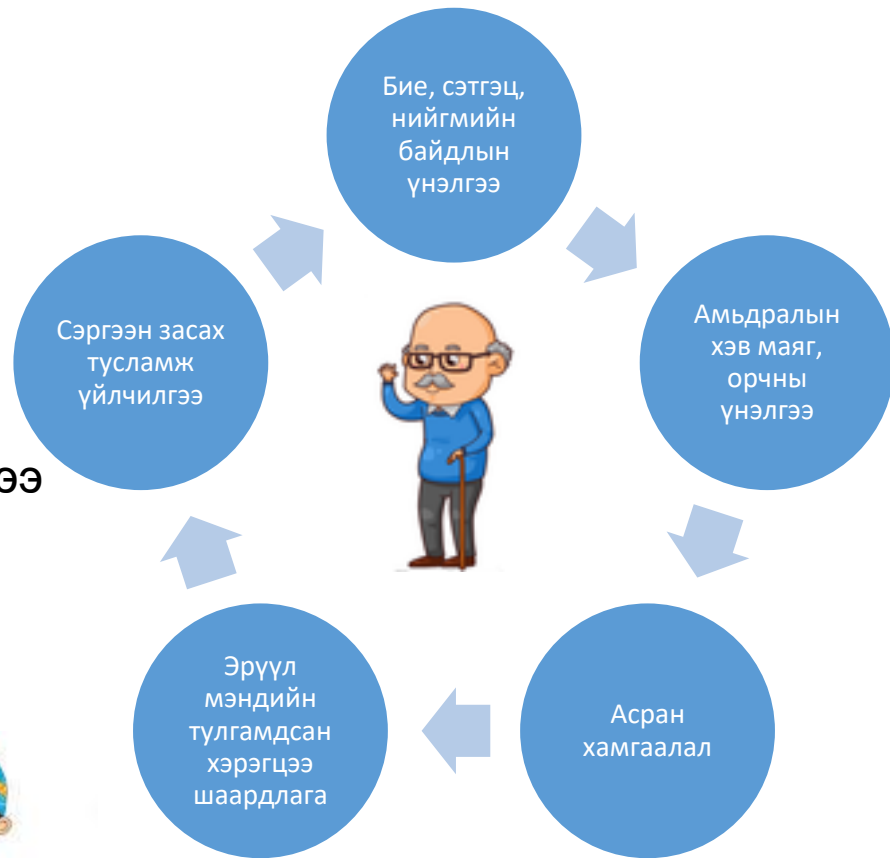 Бие, сэтгэц,
нийгмийн
байдлын
үнэлгээ
Амьдралын
хэв маяг,
орчны
үнэлгээ
Асран
хамгаалал
Эрүүл
мэндийн
тулгамдсан
хэрэгцээ
шаардлага
Сэргээн засах
тусламж
үйлчилгээ
ээ